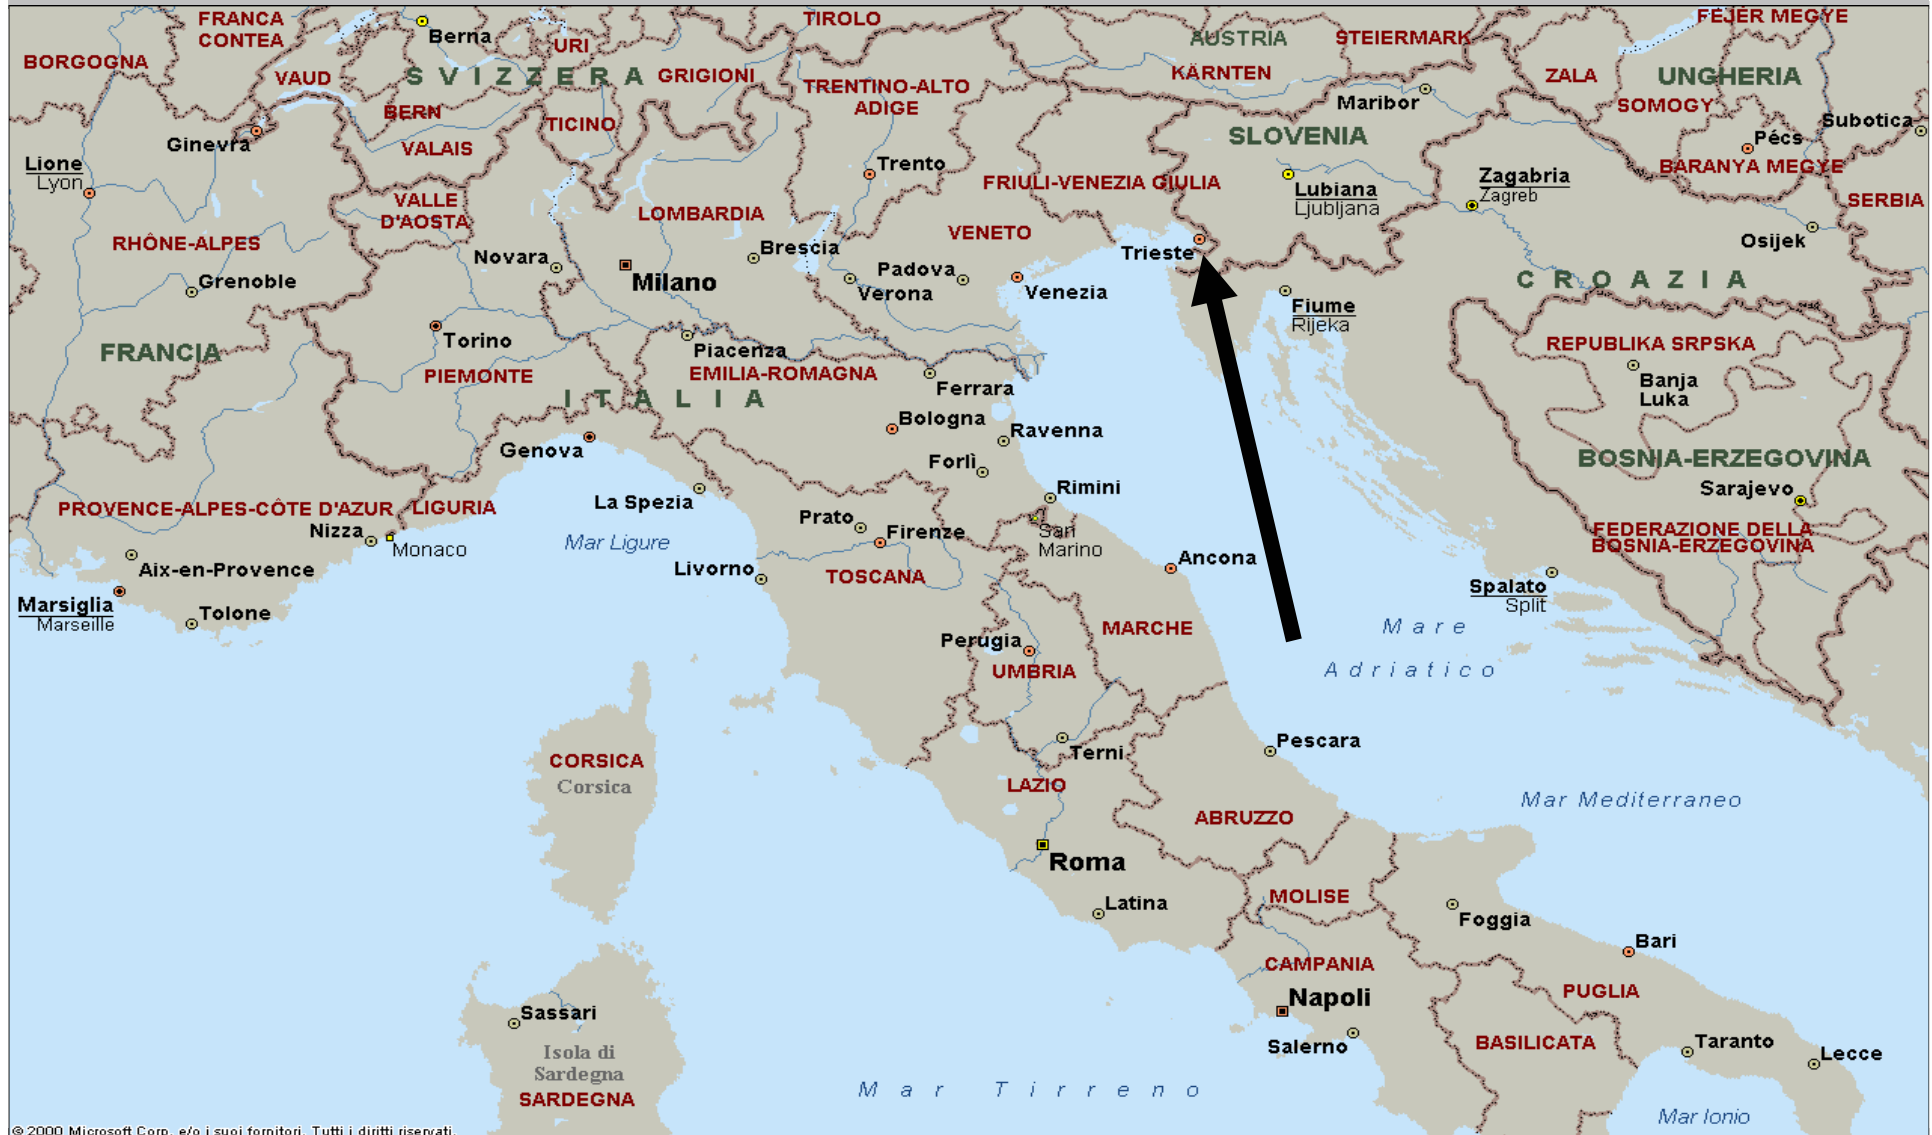 FRANCA
CONTEA
Berna
URI
TIROLO
AUSTRIA
STEIERMARK
FEJÉR MEGYE
BORGOGNA
VAUD
SVIZZERA
GRIGIONI
TRENTINO-ALTO
ADIGE
KÄRNTEN
ZALA
UNGHERIA
BERN
TICINO
Maribor
SOMOGY
Subotica
Ginevra
VALAIS
SLOVENIA
Pécs
Lione
Lyon
Trento
BARANYA MEGYE
FRIULI-VENEZIA GIULIA
Lubiana
Ljubljana
Zagabria
Zagreb
SERBIA
VALLE
D'AOSTA
LOMBARDIA
VENETO
RHÔNE-ALPES
Novara
Brescia
Trieste
Osijek
Grenoble
Milano
Padova
Verona
Venezia
CROAZIA
Fiume
Rijeka
FRANCIA
Torino
Piacenza
REPUBLIKA SRPSKA
PIEMONTE
EMILIA-ROMAGNA
Ferrara
Banja
Luka
ITALIA
Bologna
Ravenna
Genova
Forlì
BOSNIA-ERZEGOVINA
Sarajevo
PROVENCE-ALPES-CÔTE D'AZUR
LIGURIA
La Spezia
Rimini
Nizza
Monaco
Mar Ligure
Prato
Firenze
San
Marino
FEDERAZIONE DELLA
BOSNIA-ERZEGOVINA
Aix-en-Provence
Livorno
TOSCANA
Ancona
Spalato
Split
Marsiglia
Marseille
Tolone
Perugia
MARCHE
Mare
Adriatico
UMBRIA
Terni
Pescara
CORSICA
Corsica
LAZIO
Mar Mediterraneo
ABRUZZO
Roma
Latina
MOLISE
Foggia
Bari
CAMPANIA
Napoli
PUGLIA
Sassari
Salerno
BASILICATA
Taranto
Lecce
Isola di
Sardegna
SARDEGNA
Mar Tirreno
Mar Ionio
© 2000 Microsoft Corp. e/o i suoi fornitori. Tutti i diritti riservati.